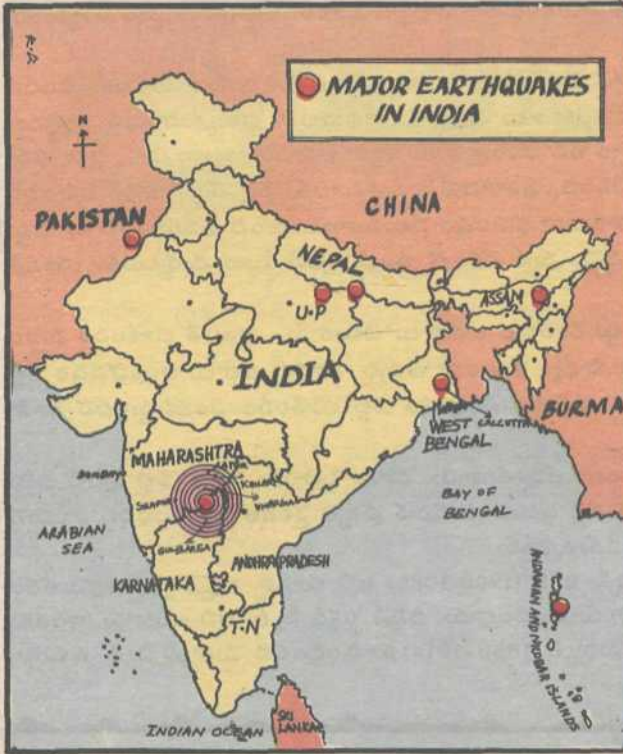 MAJOR EARTHQUAKES
IN INDIA
N
CHINA
PAKISTAN
NEPAL
U·P
ASSAM
INDIA
BURMA
WEST
BENGAL
CALCUTTA
MAHARASHTRA
BOMBAY
LATUR
BAY OF
BENGAL
ARABIAN
SEA
GULBARGA
ANDHRA PRADESH
KARNATAKA
T·N
ANDAMAN AND NICOBAR ISLANDS
INDIAN OCEAN
SRI
LANKA